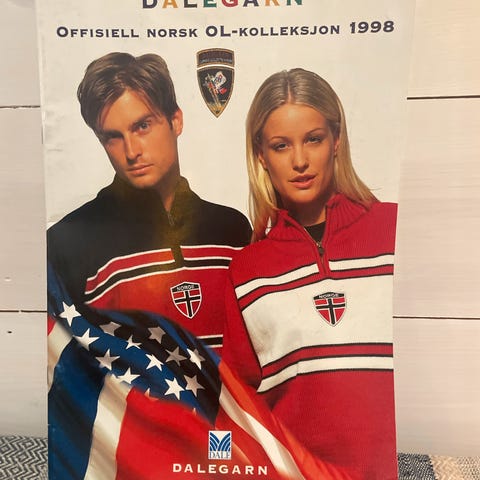 DALEGARN
OFFISIELL NORSK OL-KOLLEKSJON 1998
NORGE
NORGE
DALE
DALEGARN